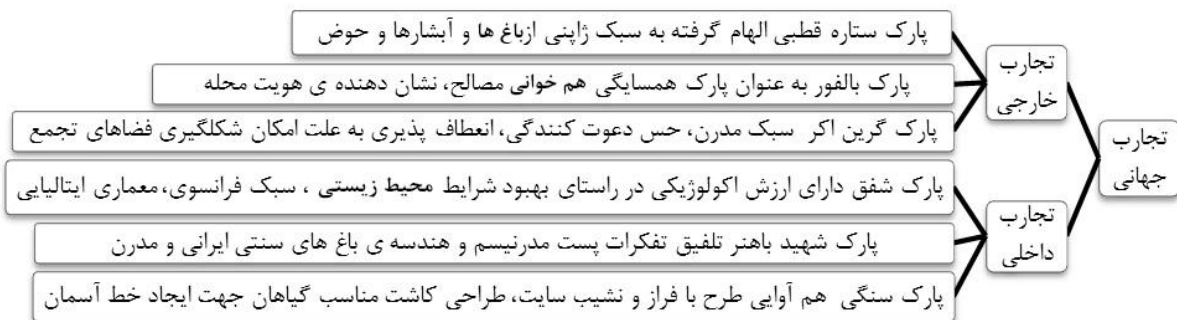 تجارب
جهانی
تجارب
خارجی
پارک ستاره قطبی الهام گرفته به سبک ژاپنی ازباغ ها و آبشارها و حوض
پارک بالفور به عنوان پارک همسایگی هم خوانی مصالح، نشان دهنده ی هویت محله
پارک گرین اکر سبک مدرن، حس دعوت کنندگی، انعطاف پذیری به علت امکان شکلگیری فضاهای تجمع
تجارب
داخلی
پارک شفق دارای ارزش اکولوژیکی در راستای بهبود شرایط محیط زیستی ، سبک فرانسوی، معماری ایتالیایی
پارک شهید باهنر تلفیق تفکرات پست مدرنیسم و هندسه ی باغ های سنتی ایرانی و مدرن
پارک سنگی هم آوایی طرح با فراز و نشیب سایت، طراحی کاشت مناسب گیاهان جهت ایجاد خط آسمان